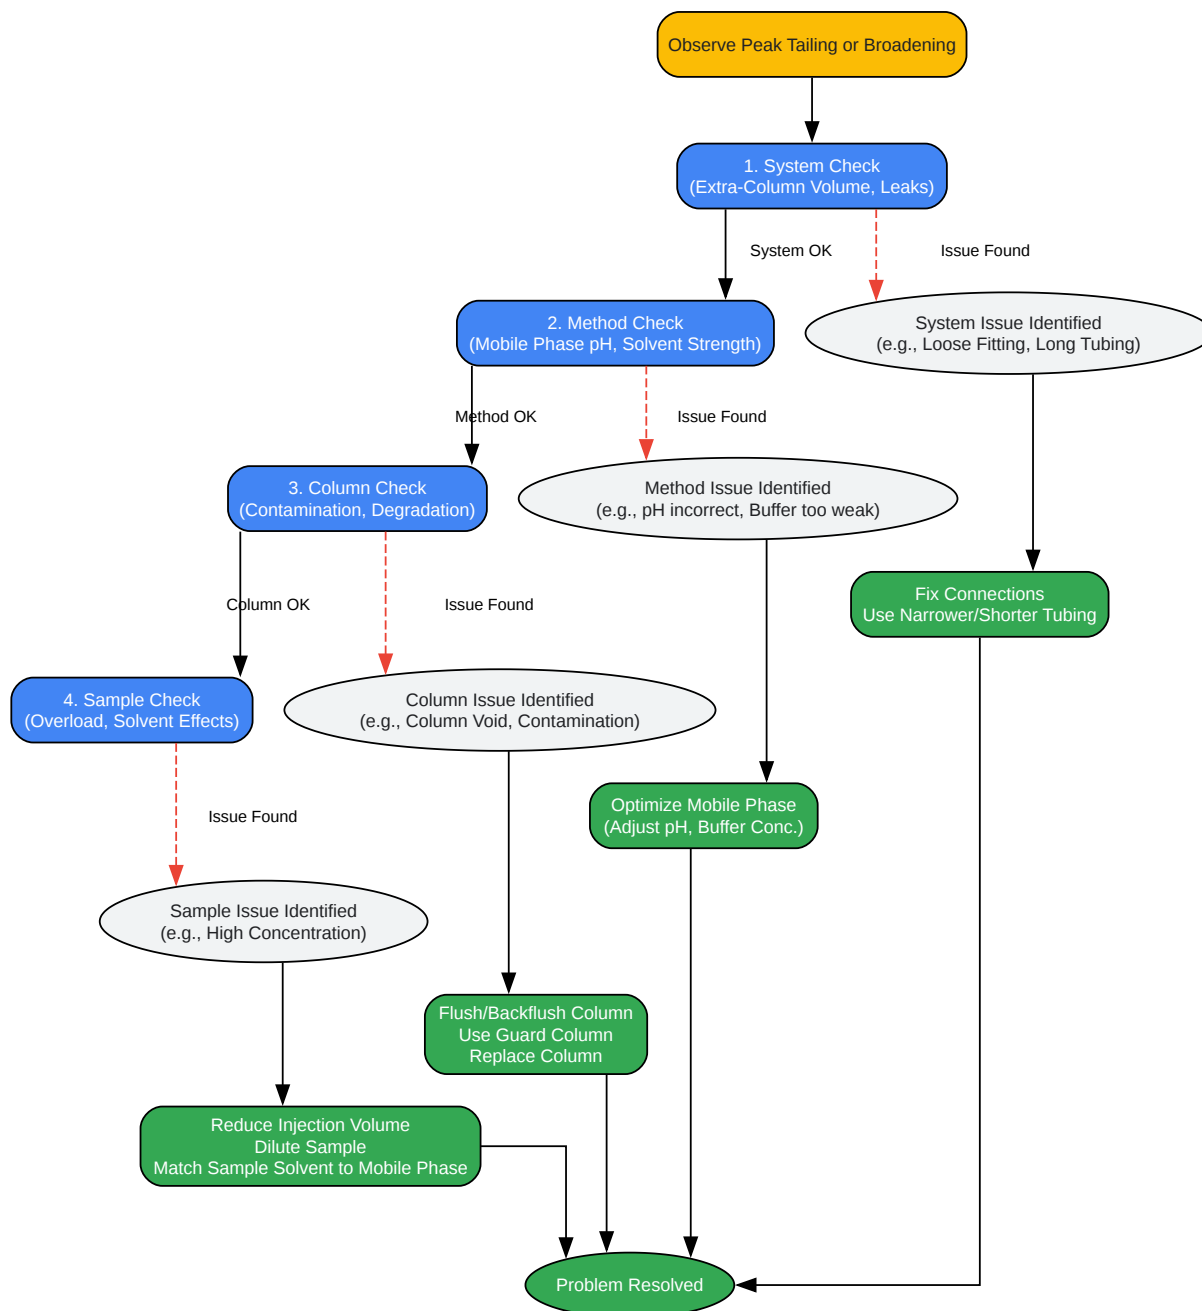 Observe Peak Tailing or Broadening
1. System Check
(Extra-Column Volume, Leaks)
System OK
Issue Found
2. Method Check
(Mobile Phase pH, Solvent Strength)
System Issue Identified
(e.g., Loose Fitting, Long Tubing)
Method OK
Issue Found
3. Column Check
(Contamination, Degradation)
Method Issue Identified
(e.g., pH incorrect, Buffer too weak)
Column OK
Issue Found
Fix Connections
Use Narrower/Shorter Tubing
4. Sample Check
(Overload, Solvent Effects)
Column Issue Identified
(e.g., Column Void, Contamination)
Issue Found
Optimize Mobile Phase
(Adjust pH, Buffer Conc.)
Sample Issue Identified
(e.g., High Concentration)
Flush/Backflush Column
Use Guard Column
Replace Column
Reduce Injection Volume
Dilute Sample
Match Sample Solvent to Mobile Phase
Problem Resolved